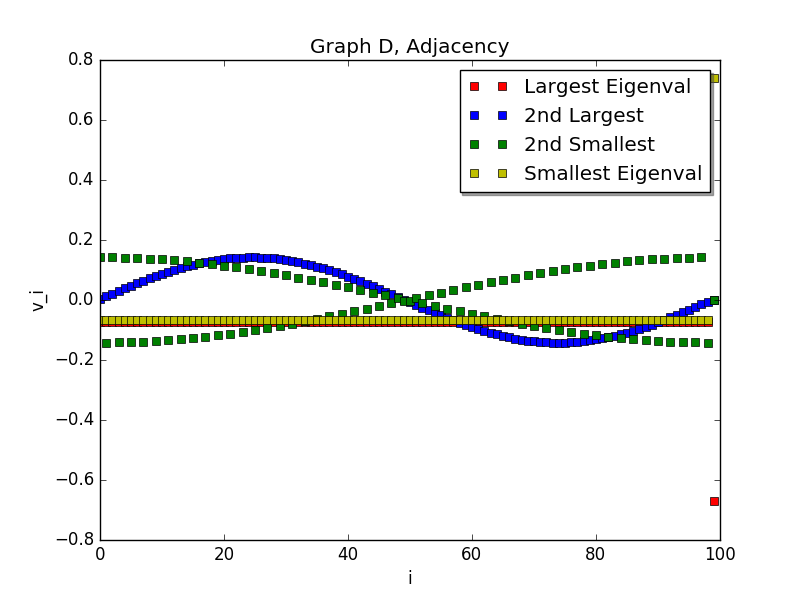 Graph D, Adjacency
Largest Eigenval
2nd Largest
2nd Smallest
Smallest Eigenval
0.8
0.6
0.4
0.2
0.0
−0.2
−0.4
−0.6
−0.8
v_i
0 20 40 60 80 100
i